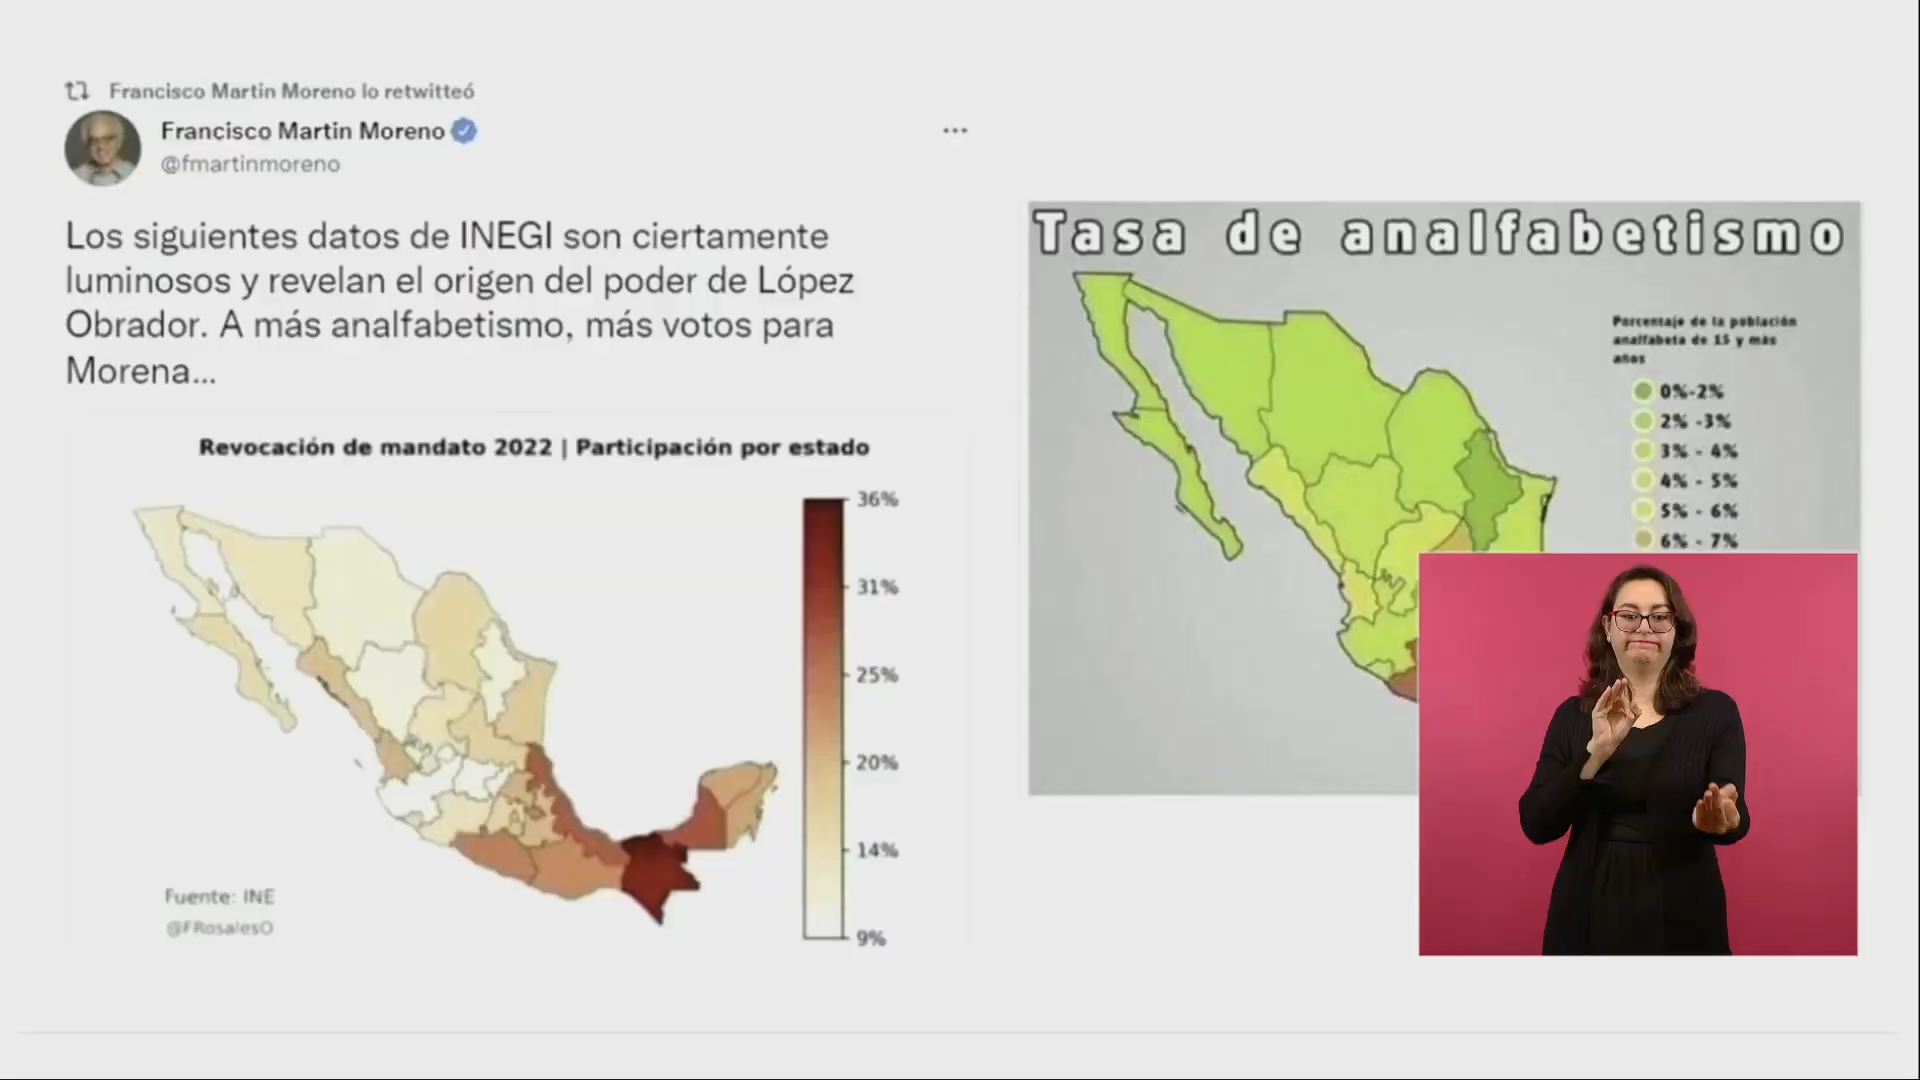 Francisco Martin Moreno lo retwitteó
Francisco Martin Moreno
@fmartinmoreno
Los siguientes datos de INEGI son ciertamente
luminosos y revelan el origen del poder de López
Obrador. A más analfabetismo, más votos para
Morena...
Revocación de mandato 2022 | Participación por estado
36%
31%
25%
20%
14%
9%
Fuente: INE
@FRosalesO
Tasa de analfabetismo
Porcentaje de la población
analfabeta de 15 y más
años
0%-2%
2% -3%
3% - 4%
4% - 5%
5% - 6%
6% - 7%